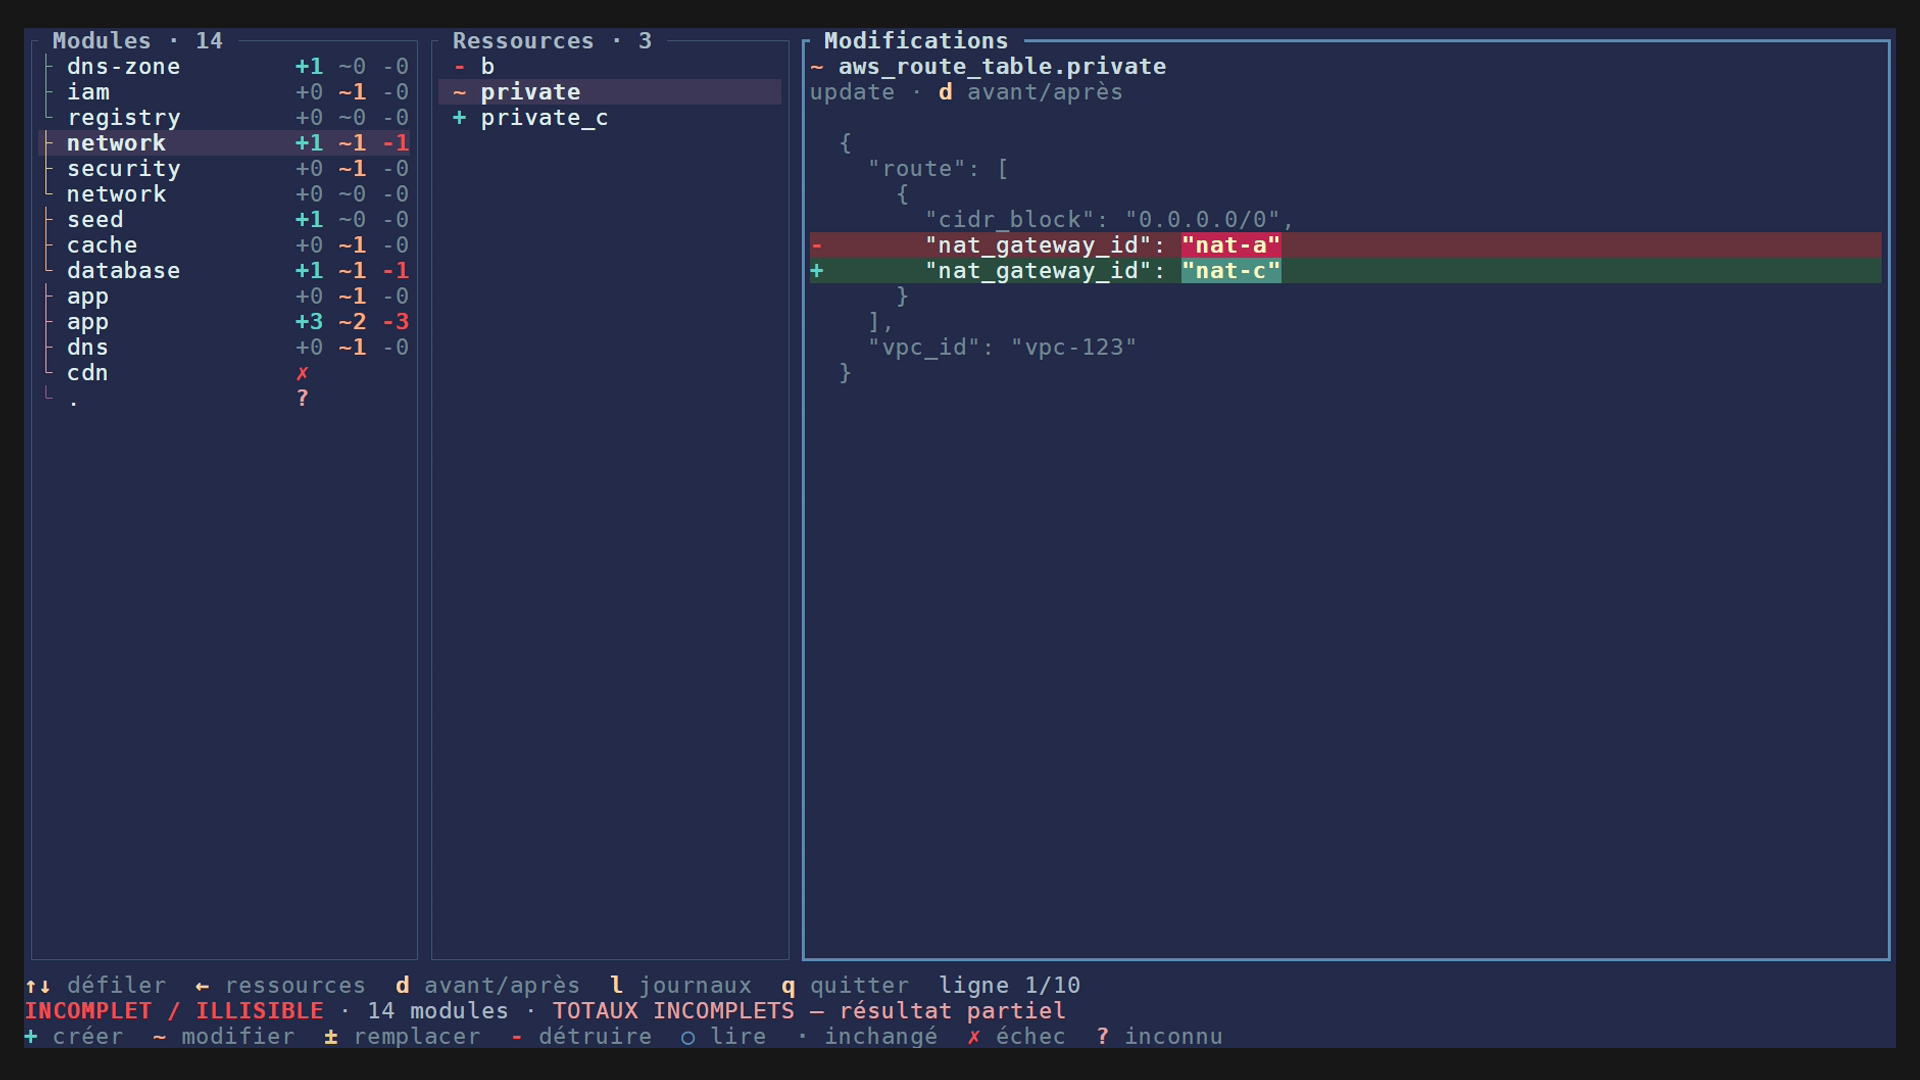 Modules · 14
dns-zone +1 ~0 -0
iam +0 ~1 -0
registry +0 ~0 -0
network +1 ~1 -1
security +0 ~1 -0
network +0 ~0 -0
seed +1 ~0 -0
cache +0 ~1 -0
database +1 ~1 -1
app +0 ~1 -0
app +3 ~2 -3
dns +0 ~1 -0
cdn ✗
. ?
Ressources · 3
- b
~ private
+ private_c
Modifications
~ aws_route_table.private
update · d avant/après
{
"route": [
{
"cidr_block": "0.0.0.0/0",
- "nat_gateway_id": "nat-a"
+ "nat_gateway_id": "nat-c"
}
],
"vpc_id": "vpc-123"
}
↑↓ défiler ← ressources d avant/après l journaux q quitter ligne 1/10
INCOMPLET / ILLISIBLE · 14 modules · TOTAUX INCOMPLETS — résultat partiel
+ créer ~ modifier ± remplacer - détruire ○ lire · inchangé ✗ échec ? inconnu